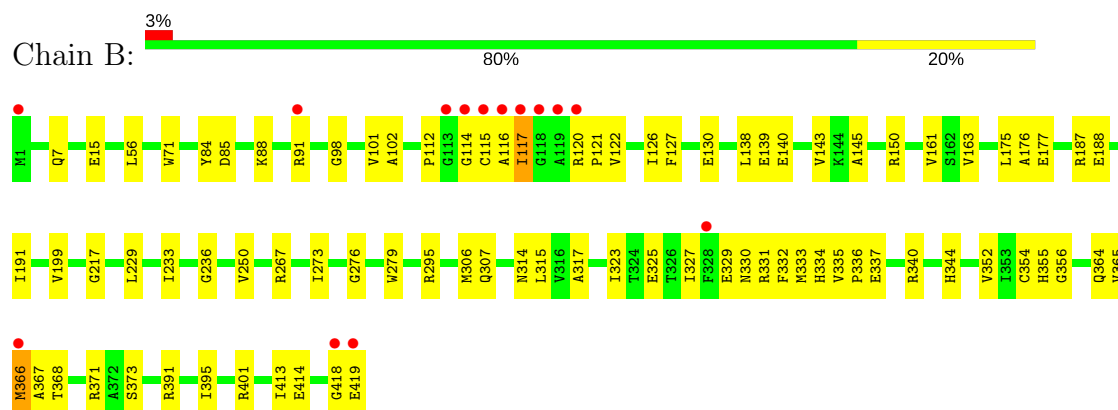 3%
Chain B:
80% 20%
M1 Q7 E15 L56 W71 Y84 D85 K88 R91 G98 V101 A102 P112 G113 G114 C115 A116 I117 G118 A119 R120 P121 V122 I126 F127 E130 L138 E139 E140 V143 K144 A145 R150 V161 S162 V163 L175 A176 E177 R187 E188
I191 V199 G217 L229 I233 G236 V250 R267 I273 G276 W279 R295 M306 Q307 N314 L315 V316 A317 I323 T324 E325 T326 I327 F328 E329 N330 R331 F332 M333 H334 V335 P336 E337 R340 H344 V352 I353 C354 H355 G356 Q364
M366 A367 T368 R371 A372 S373 R391 I395 R401 I413 E414 G418 E419